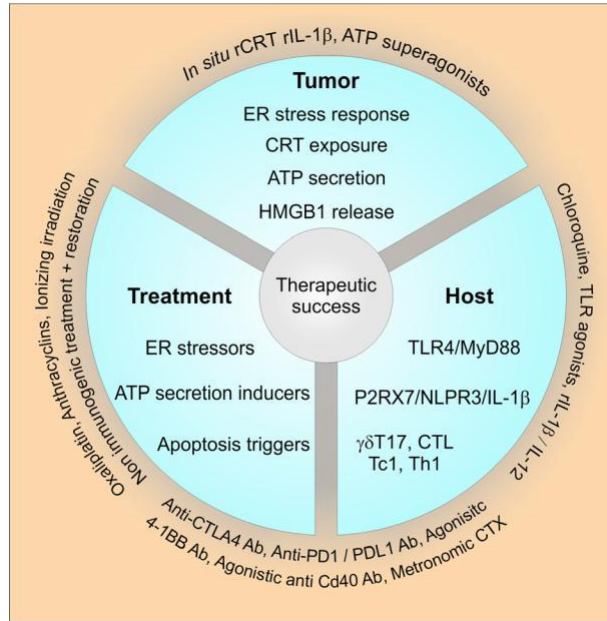 In situ rCRT rIL-1β, ATP superagonists
Tumor
ER stress response
CRT exposure
ATP secretion
HMGB1 release
Therapeutic
success
Treatment
ER stressors
ATP secretion inducers
Apoptosis triggers
Host
TLR4/MyD88
P2RX7/NLPR3/IL-1β
γδT17, CTL
Tc1, Th1
Chloroquine, TLR agonists, rIL-1β / IL-12
Oxaliplatin, Anthracyclins, Ionizing irradiation
Non immunogenic treatment + restoration
Anti-CTLA4 Ab, Anti-PD1 / PDL1 Ab, Agonisitc
4-1BB Ab, Agonistic anti Cd40 Ab, Metronomic CTX